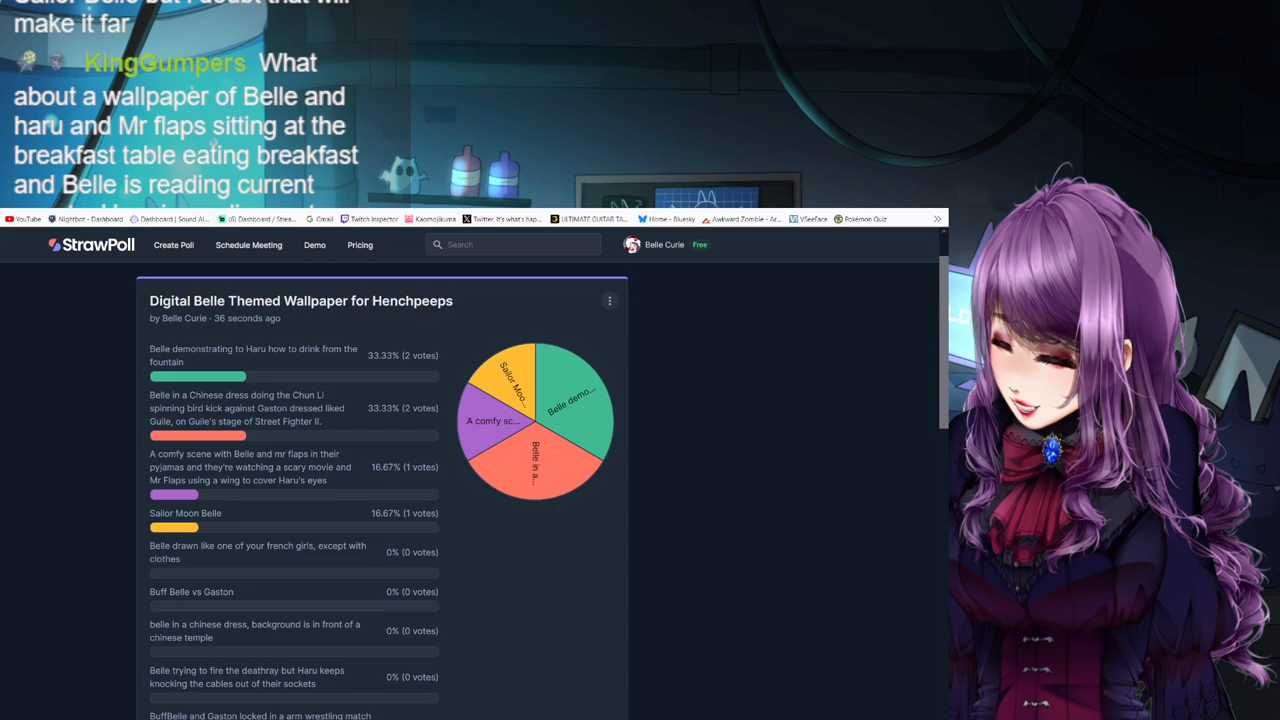 make it far
KingGumpers What
about a wallpaper of Belle and
haru and Mr flaps sitting at the
breakfast table eating breakfast
and Belle is reading current
YouTube Nightbot - Dashboard Dashboard | Sound Al... (6) Dashboard / Strea... Gmail Twitch Inspector Kaomojikuma Twitter. It's what's hap... ULTIMATE GUITAR TA... Home - Bluesky Awkward Zombie - Ar... VSeeFace Pokémon Quiz
StrawPoll Create Poll Schedule Meeting Demo Pricing Search Belle Curie Free
Digital Belle Themed Wallpaper for Henchpeeps
by Belle Curie · 36 seconds ago
Belle demonstrating to Haru how to drink from the
fountain
33.33% (2 votes)
Belle in a Chinese dress doing the Chun Li
spinning bird kick against Gaston dressed liked
Guile, on Guile's stage of Street Fighter II.
33.33% (2 votes)
A comfy scene with Belle and mr flaps in their
pyjamas and they're watching a scary movie and
Mr Flaps using a wing to cover Haru's eyes
16.67% (1 votes)
Sailor Moon Belle 16.67% (1 votes)
Belle drawn like one of your french girls, except with
clothes
0% (0 votes)
Buff Belle vs Gaston 0% (0 votes)
belle in a chinese dress, background is in front of a
chinese temple
0% (0 votes)
Belle trying to fire the deathray but Haru keeps
knocking the cables out of their sockets
0% (0 votes)
BuffBelle and Gaston locked in a arm wrestling match
Sailor Moo...
Belle demo...
A comfy sc...
Belle in a...